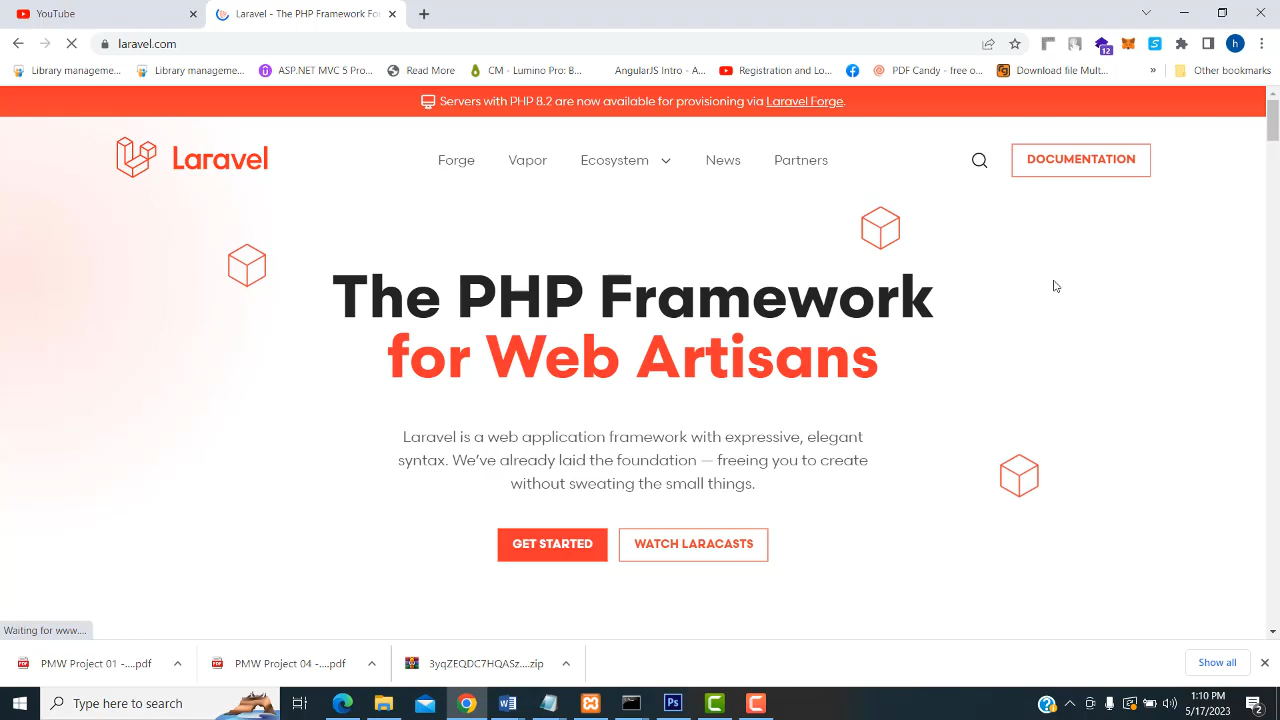 YouTube
Laravel - The PHP Framework Fo
laravel.com
12
h
Library manageme...
Library manageme...
ASP.NET MVC 5 Pro...
Read More
CM - Lumino Pro: B...
AngularJS Intro - A...
Registration and Lo...
PDF Candy - free o...
Download file Mult...
»
Other bookmarks
Servers with PHP 8.2 are now available for provisioning via Laravel Forge.
Laravel
Forge
Vapor
Ecosystem
News
Partners
DOCUMENTATION
The PHP Framework
for Web Artisans
Laravel is a web application framework with expressive, elegant
syntax. We've already laid the foundation — freeing you to create
without sweating the small things.
GET STARTED
WATCH LARACASTS
Waiting for www....
PMW Project 01 -....pdf
PMW Project 04 -....pdf
3yqZEQDC7HQASz....zip
Show all
Type here to search
1:10 PM
5/17/2023
2